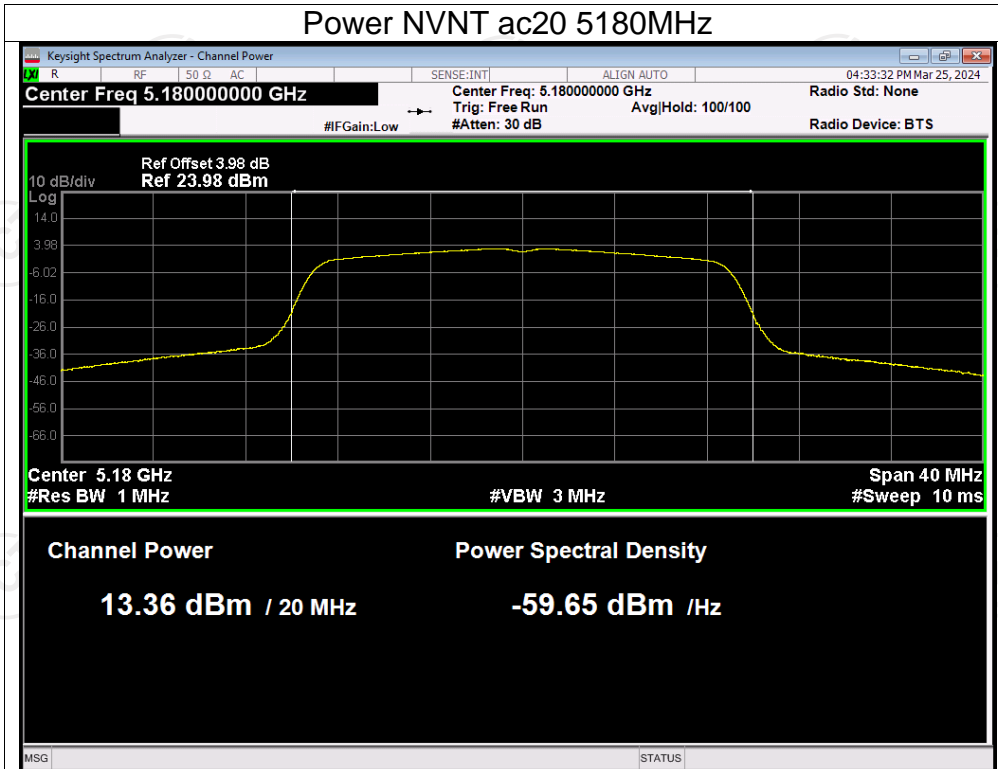 Power NVNT ac20 5180MHz
Keysight Spectrum Analyzer - Channel Power
LXI R RF 50 Ω AC SENSE:INT ALIGN AUTO 04:33:32 PM Mar 25, 2024
Center Freq 5.180000000 GHz Center Freq: 5.180000000 GHz Radio Std: None
Trig: Free Run Avg|Hold: 100/100
#IFGain:Low #Atten: 30 dB Radio Device: BTS
Ref Offset 3.98 dB
10 dB/div Ref 23.98 dBm
Log
14.0
3.98
-6.02
-16.0
-26.0
-36.0
-46.0
-56.0
-66.0
Center 5.18 GHz Span 40 MHz
#Res BW 1 MHz #VBW 3 MHz #Sweep 10 ms
Channel Power Power Spectral Density
13.36 dBm / 20 MHz -59.65 dBm /Hz
MSG STATUS